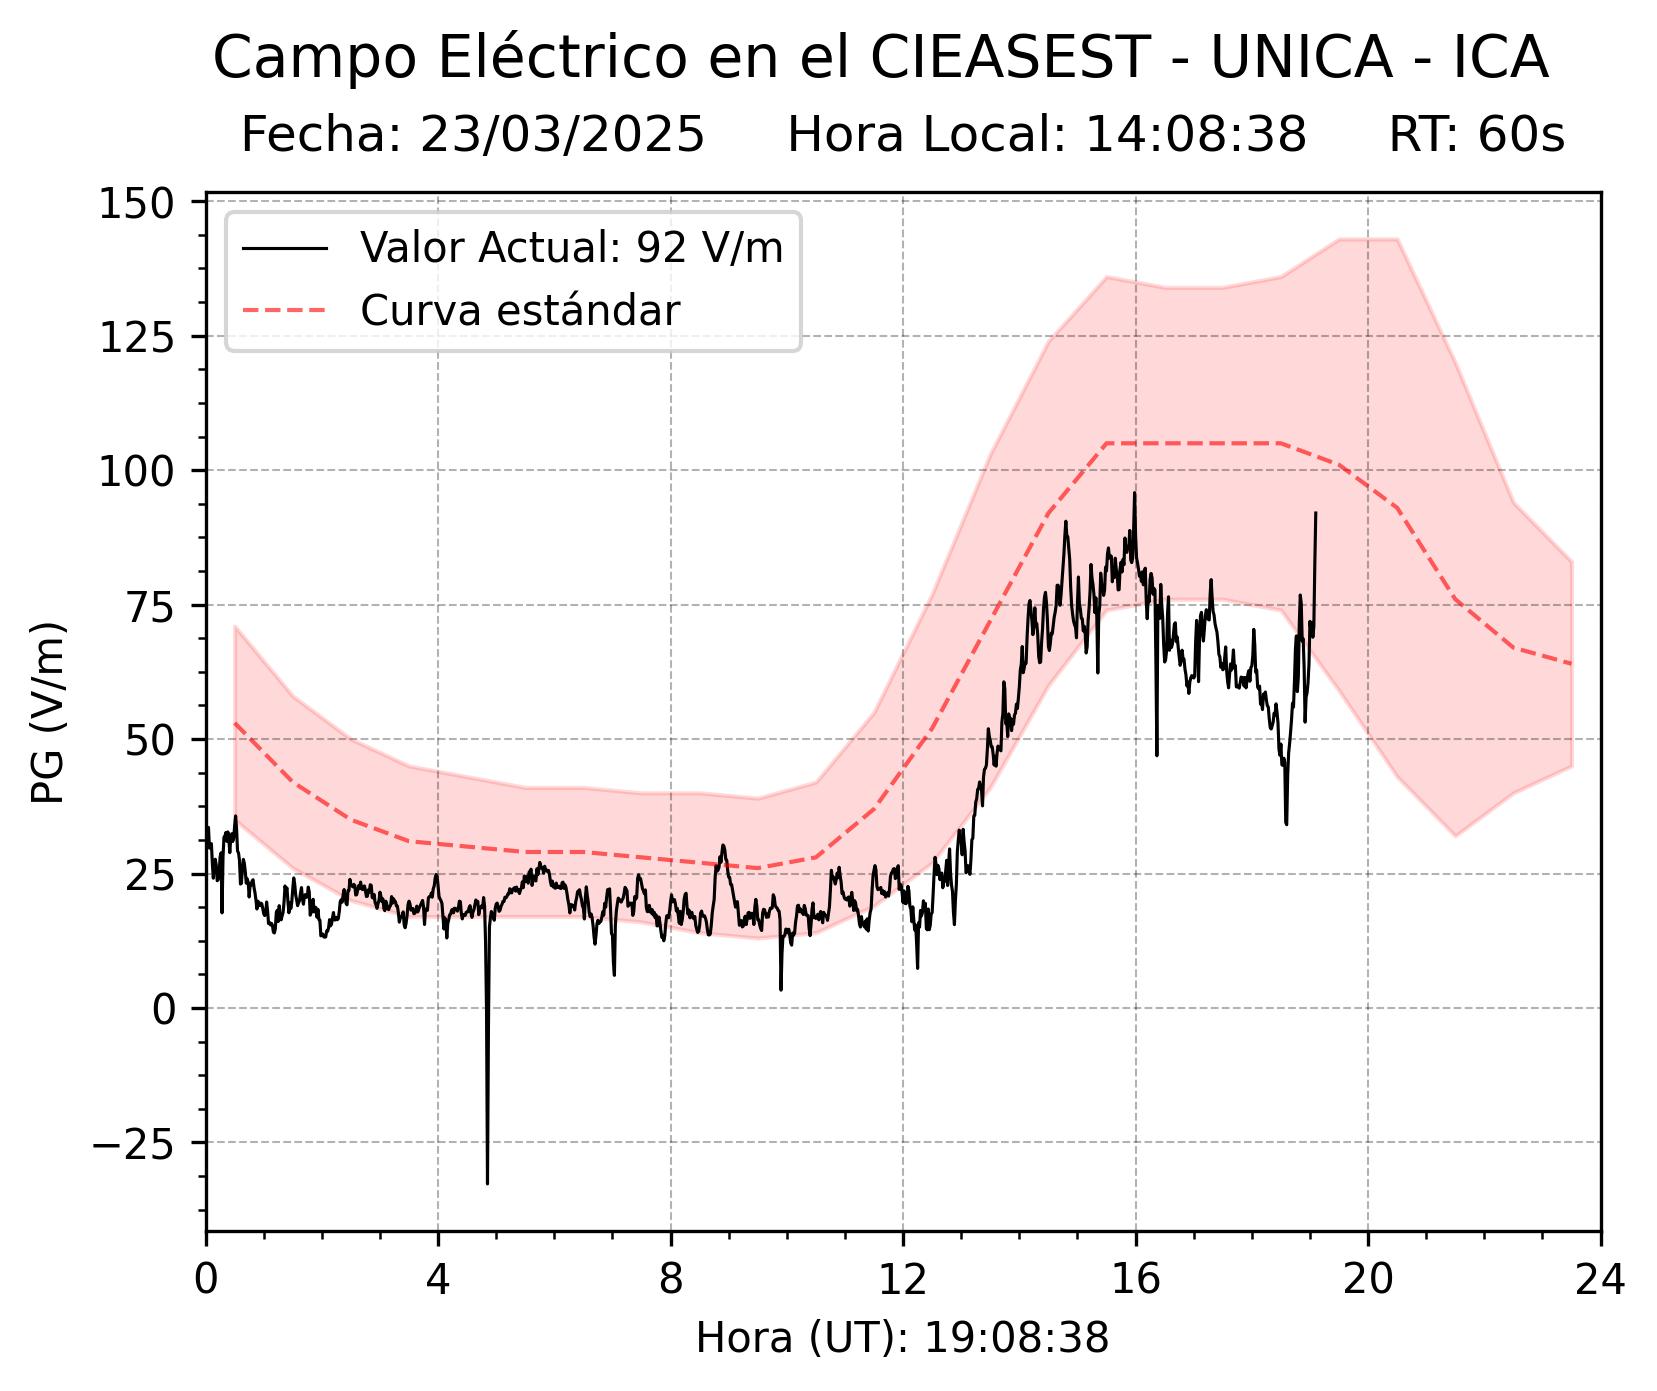 Campo Eléctrico en el CIEASEST - UNICA - ICA
Fecha: 23/03/2025 Hora Local: 14:08:38 RT: 60s
Valor Actual: 92 V/m
Curva estándar
PG (V/m)
150
125
100
75
50
25
0
−25
0 4 8 12 16 20 24
Hora (UT): 19:08:38